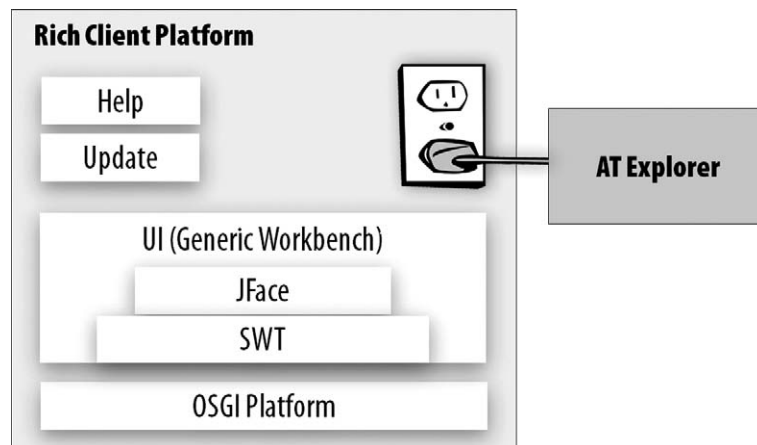 Rich Client Platform
Help
Update
AT Explorer
UI (Generic Workbench)
JFace
SWT
OSGI Platform